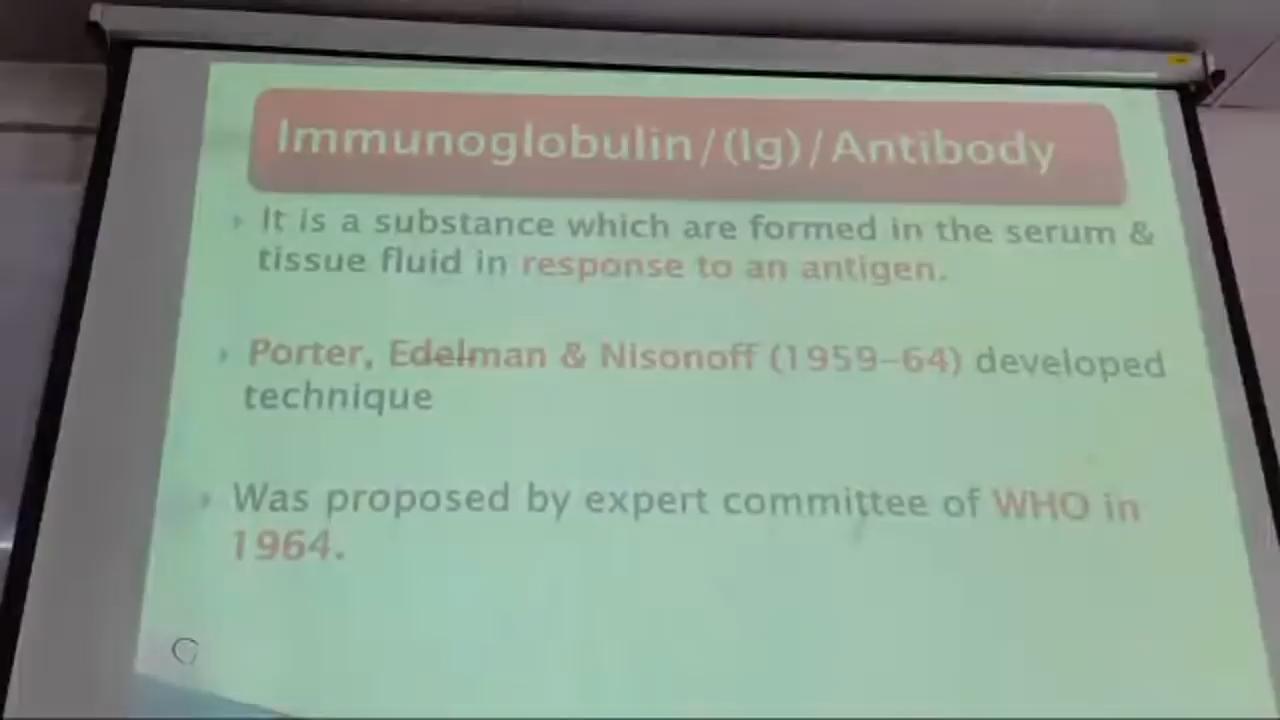 Immunoglobulin/(Ig)/Antibody
It is a substance which are formed in the serum &
tissue fluid in response to an antigen.
Porter, Edelman & Nisonoff (1959-64) developed
technique
Was proposed by expert committee of WHO in
1964.